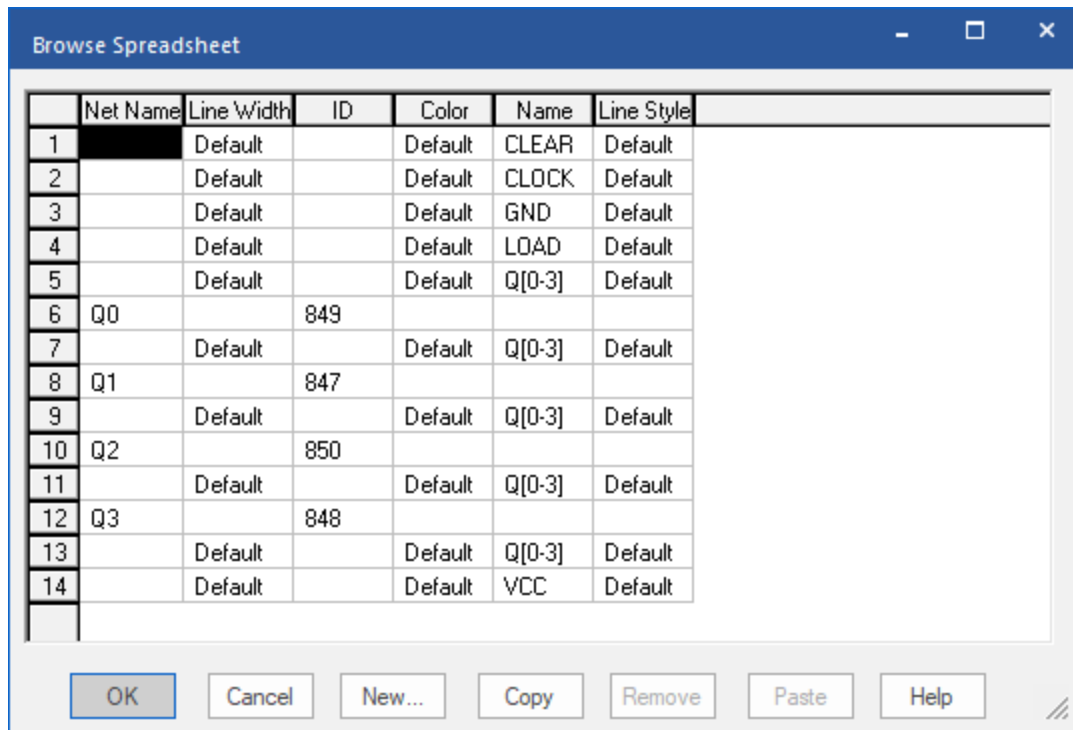 Browse Spreadsheet
Net Name Line Width ID Color Name Line Style
1 Default Default CLEAR Default
2 Default Default CLOCK Default
3 Default Default GND Default
4 Default Default LOAD Default
5 Default Default Q[0-3] Default
6 Q0 849
7 Default Default Q[0-3] Default
8 Q1 847
9 Default Default Q[0-3] Default
10 Q2 850
11 Default Default Q[0-3] Default
12 Q3 848
13 Default Default Q[0-3] Default
14 Default Default VCC Default
OK Cancel New... Copy Remove Paste Help